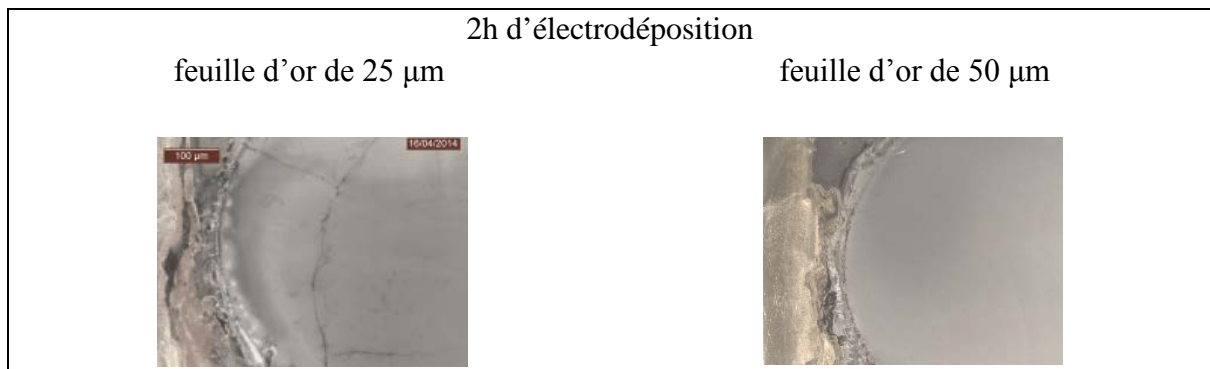 2h d’électrodéposition
feuille d’or de 25 μm
feuille d’or de 50 μm
100 μm
16/04/2014